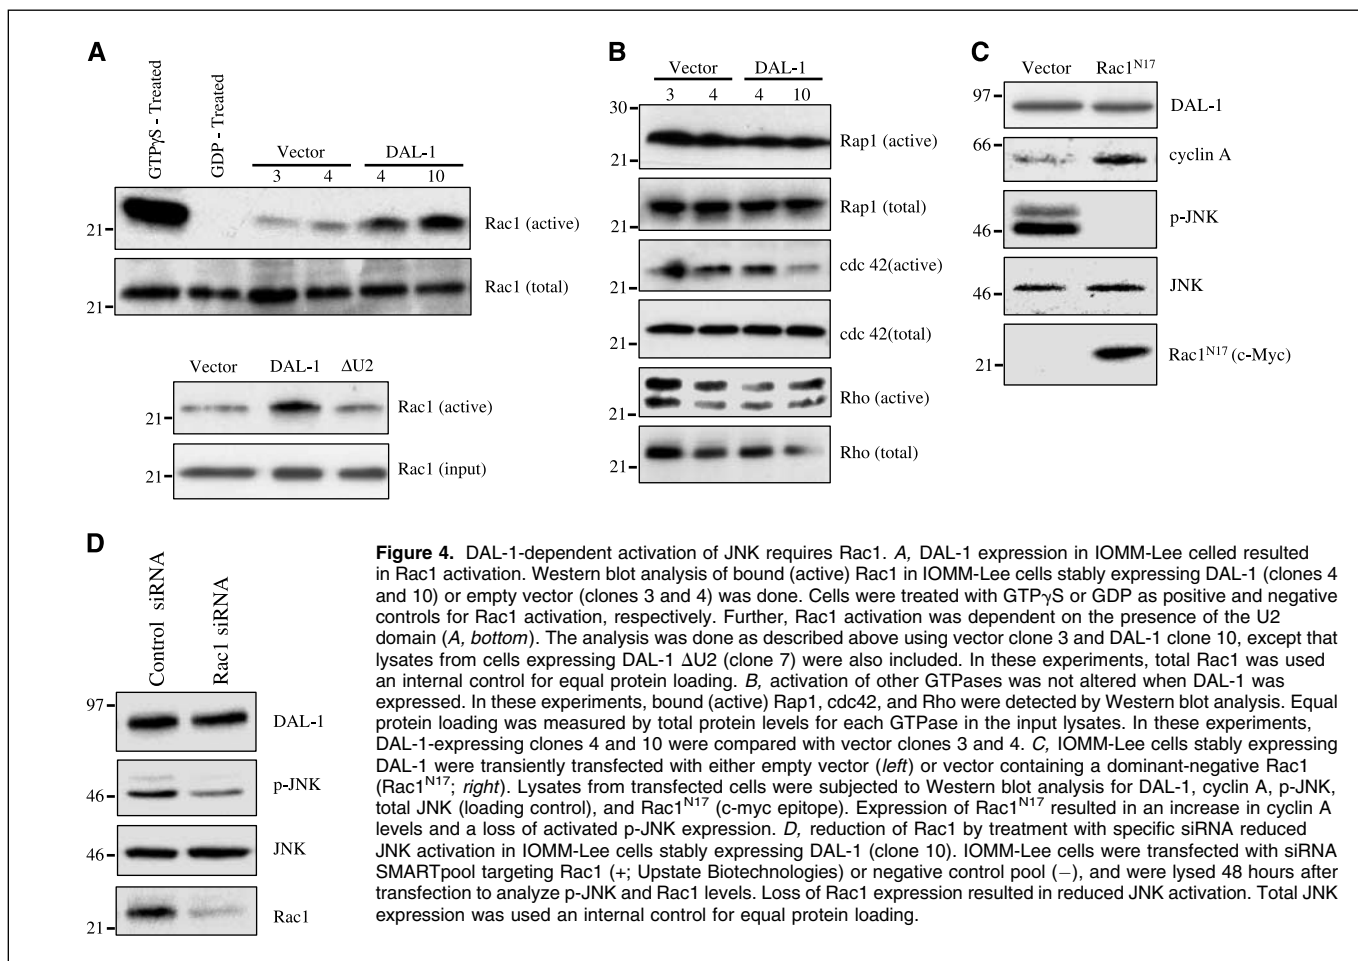 A
GTPγS - Treated
GDP - Treated
Vector
DAL-1
3 4 4 10
21
Rac1 (active)
21
Rac1 (total)
Vector DAL-1 ΔU2
21
Rac1 (active)
21
Rac1 (input)
B
Vector DAL-1
3 4 4 10
30
Rap1 (active)
21
Rap1 (total)
21
cdc 42(active)
21
cdc 42(total)
21
Rho (active)
21
Rho (total)
21
C
Vector Rac1^N17
97
DAL-1
66
cyclin A
p-JNK
46
JNK
46
Rac1^N17 (c-Myc)
21
D
Control siRNA
Rac1 siRNA
97
DAL-1
p-JNK
46
JNK
46
Rac1
21
Figure 4. DAL-1-dependent activation of JNK requires Rac1. A, DAL-1 expression in IOMM-Lee celled resulted
in Rac1 activation. Western blot analysis of bound (active) Rac1 in IOMM-Lee cells stably expressing DAL-1 (clones 4
and 10) or empty vector (clones 3 and 4) was done. Cells were treated with GTPγS or GDP as positive and negative
controls for Rac1 activation, respectively. Further, Rac1 activation was dependent on the presence of the U2
domain (A, bottom). The analysis was done as described above using vector clone 3 and DAL-1 clone 10, except that
lysates from cells expressing DAL-1 ΔU2 (clone 7) were also included. In these experiments, total Rac1 was used
an internal control for equal protein loading. B, activation of other GTPases was not altered when DAL-1 was
expressed. In these experiments, bound (active) Rap1, cdc42, and Rho were detected by Western blot analysis. Equal
protein loading was measured by total protein levels for each GTPase in the input lysates. In these experiments,
DAL-1-expressing clones 4 and 10 were compared with vector clones 3 and 4. C, IOMM-Lee cells stably expressing
DAL-1 were transiently transfected with either empty vector (left) or vector containing a dominant-negative Rac1
(Rac1^N17; right). Lysates from transfected cells were subjected to Western blot analysis for DAL-1, cyclin A, p-JNK,
total JNK (loading control), and Rac1^N17 (c-myc epitope). Expression of Rac1^N17 resulted in an increase in cyclin A
levels and a loss of activated p-JNK expression. D, reduction of Rac1 by treatment with specific siRNA reduced
JNK activation in IOMM-Lee cells stably expressing DAL-1 (clone 10). IOMM-Lee cells were transfected with siRNA
SMARTpool targeting Rac1 (+; Upstate Biotechnologies) or negative control pool (−), and were lysed 48 hours after
transfection to analyze p-JNK and Rac1 levels. Loss of Rac1 expression resulted in reduced JNK activation. Total JNK
expression was used an internal control for equal protein loading.